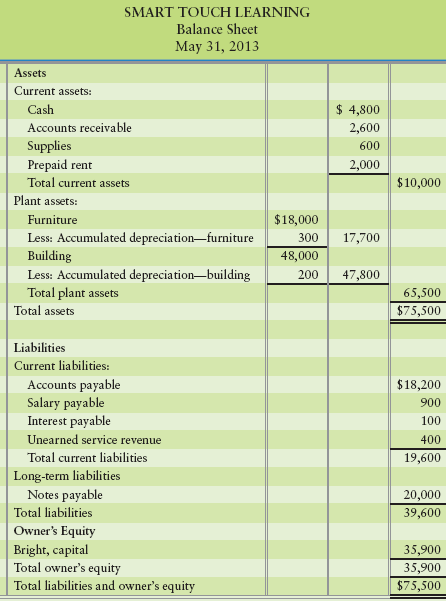 SMART TOUCH LEARNING
Balance Sheet
May 31, 2013
Assets
Current assets:
Cash $ 4,800
Accounts receivable 2,600
Supplies 600
Prepaid rent 2,000
Total current assets $10,000
Plant assets:
Furniture $18,000
Less: Accumulated depreciation—furniture 300 17,700
Building 48,000
Less: Accumulated depreciation—building 200 47,800
Total plant assets 65,500
Total assets $75,500
Liabilities
Current liabilities:
Accounts payable $18,200
Salary payable 900
Interest payable 100
Unearned service revenue 400
Total current liabilities 19,600
Long-term liabilities
Notes payable 20,000
Total liabilities 39,600
Owner's Equity
Bright, capital 35,900
Total owner's equity 35,900
Total liabilities and owner's equity $75,500